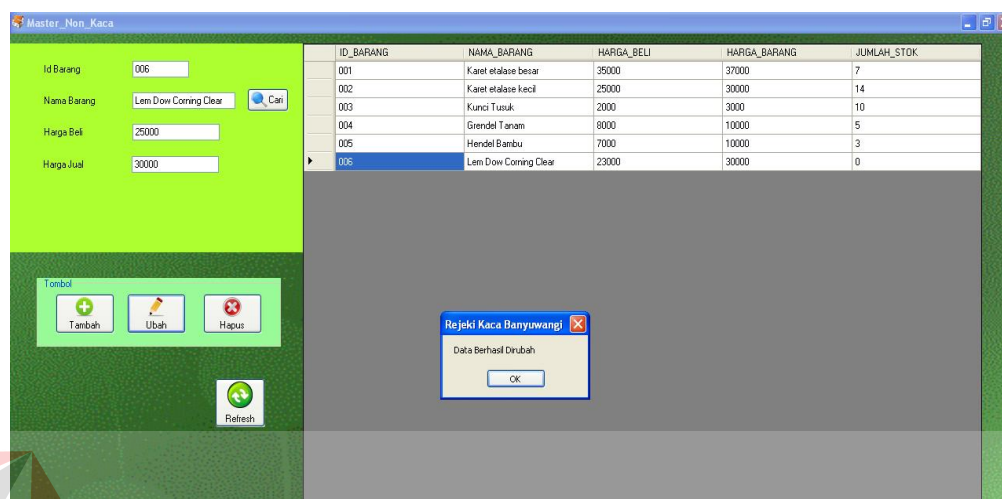 Master_Non_Kaca
Id Barang 006
Nama Barang Lem Dow Corning Clear Cari
Harga Beli 25000
Harga Jual 30000
Tombol
Tambah Ubah Hapus
Refresh
ID_BARANG NAMA_BARANG HARGA_BELI HARGA_BARANG JUMLAH_STOK
001 Karet etalase besar 35000 37000 7
002 Karet etalase kecil 25000 30000 14
003 Kunci Tusuk 2000 3000 10
004 Grendel Tanam 8000 10000 5
005 Hendel Bambu 7000 10000 3
006 Lem Dow Corning Clear 23000 30000 0
Rejeki Kaca Banyuwangi
Data Berhasil Dirubah
OK